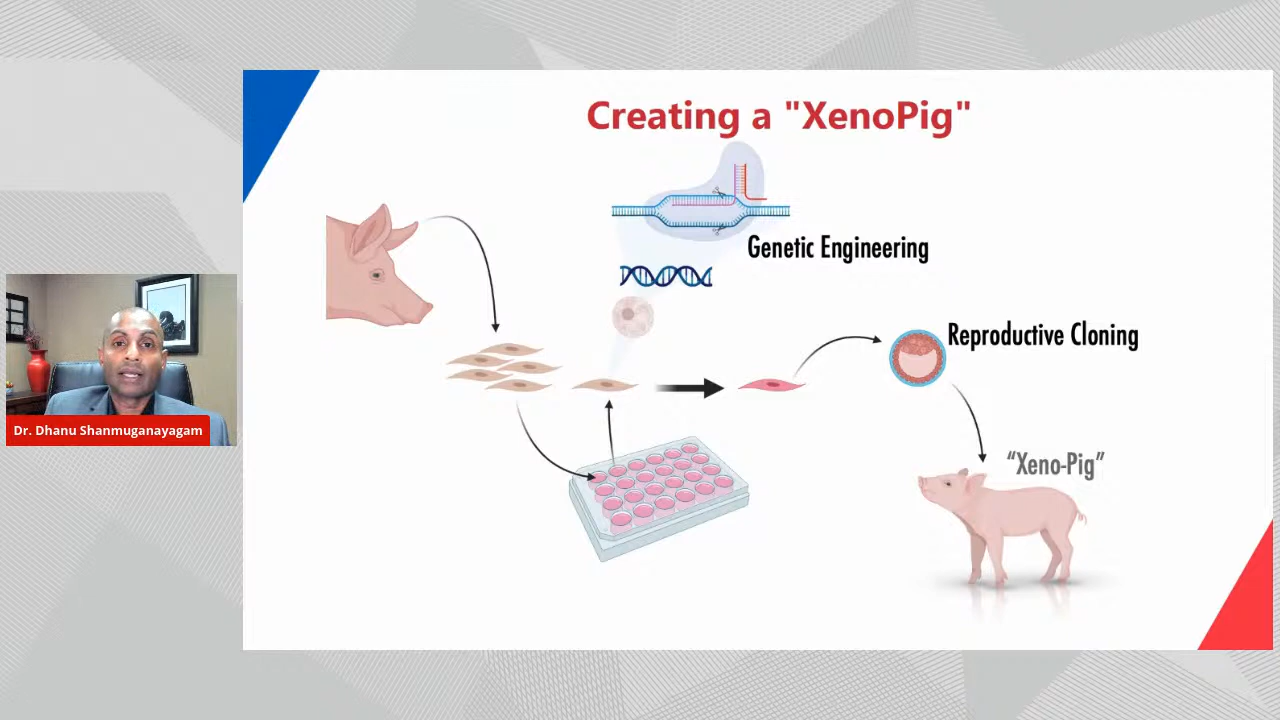 Creating a "XenoPig"
Genetic Engineering
Reproductive Cloning
“Xeno-Pig”
Dr. Dhanu Shanmuganayagam